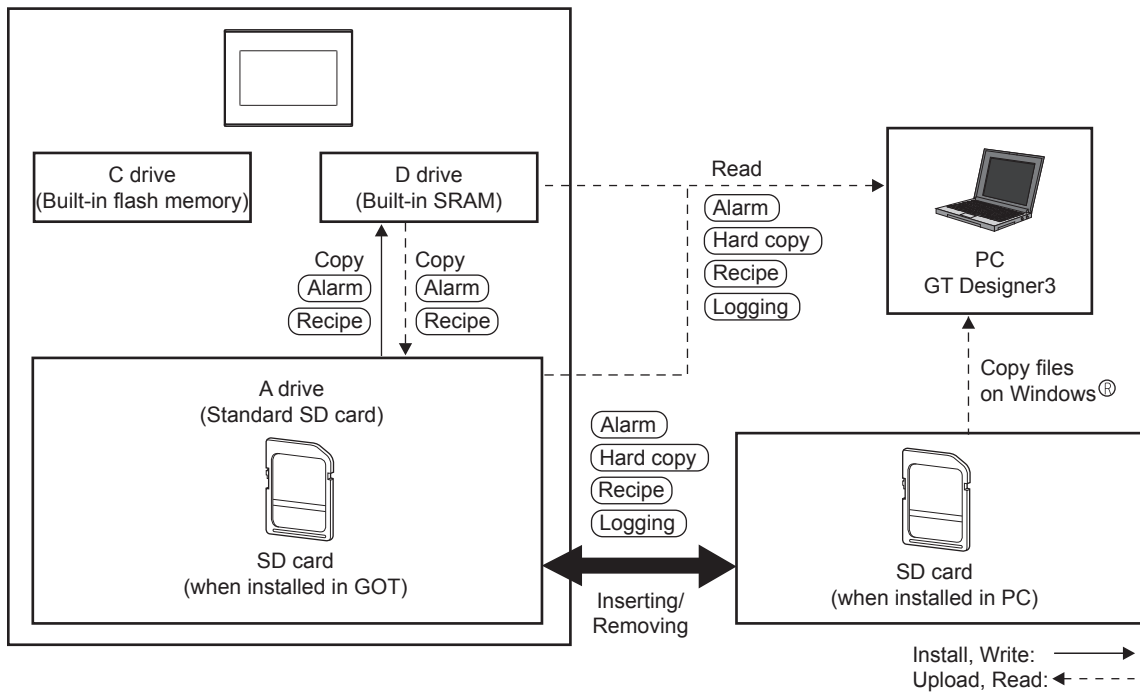 C drive
(Built-in flash memory)
D drive
(Built-in SRAM)
Copy
Alarm
Recipe
Copy
Alarm
Recipe
A drive
(Standard SD card)
SD card
(when installed in GOT)
Read
Alarm
Hard copy
Recipe
Logging
PC
GT Designer3
Copy files
on Windows®
Alarm
Hard copy
Recipe
Logging
Inserting/
Removing
SD card
(when installed in PC)
Install, Write:
Upload, Read: